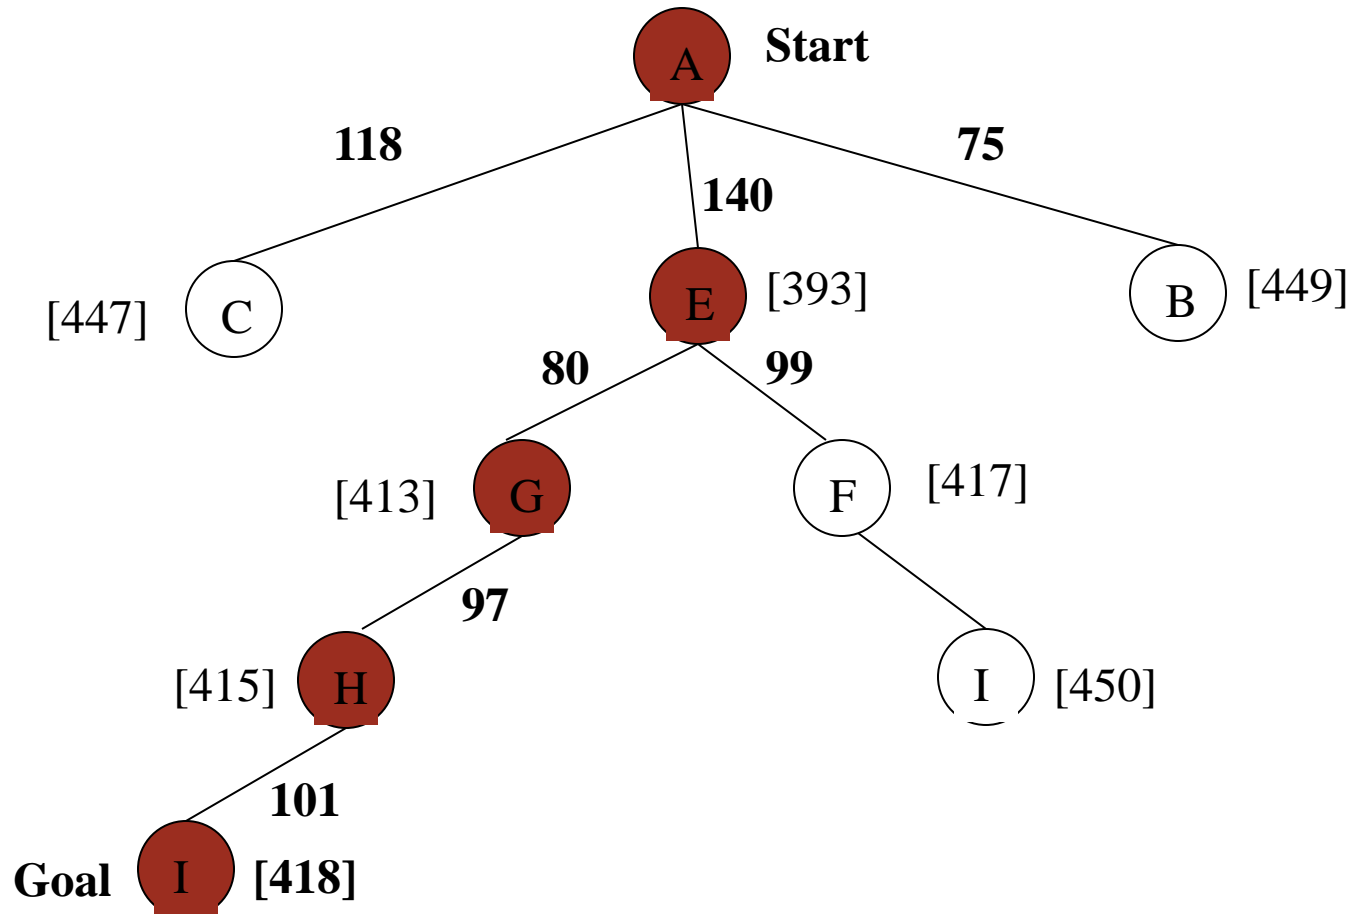 A Start
118
75
140
[447] C
E [393]
B [449]
80
99
[413] G
F [417]
97
[415] H
I [450]
101
Goal I [418]